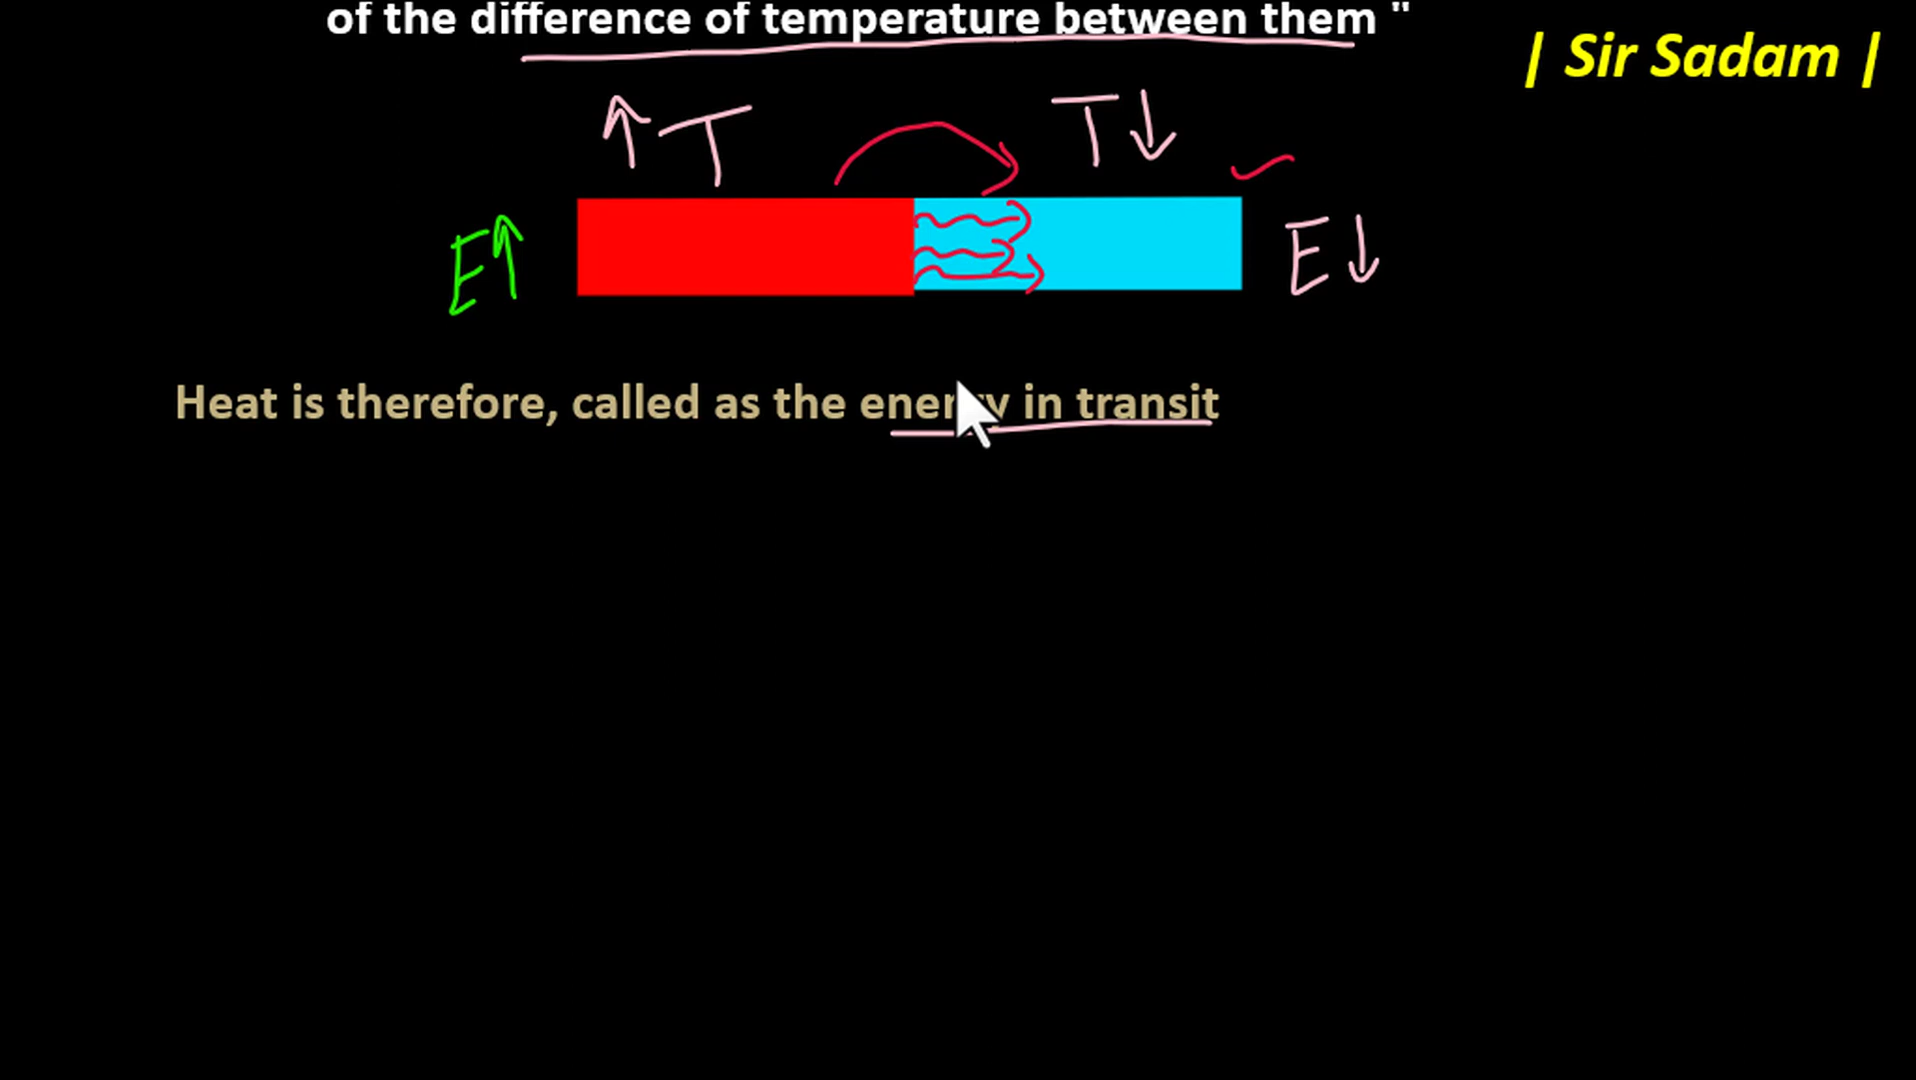 of the difference of temperature between them "
| Sir Sadam |
↑ T
T ↓
E↑
E↓
Heat is therefore, called as the energy in transit